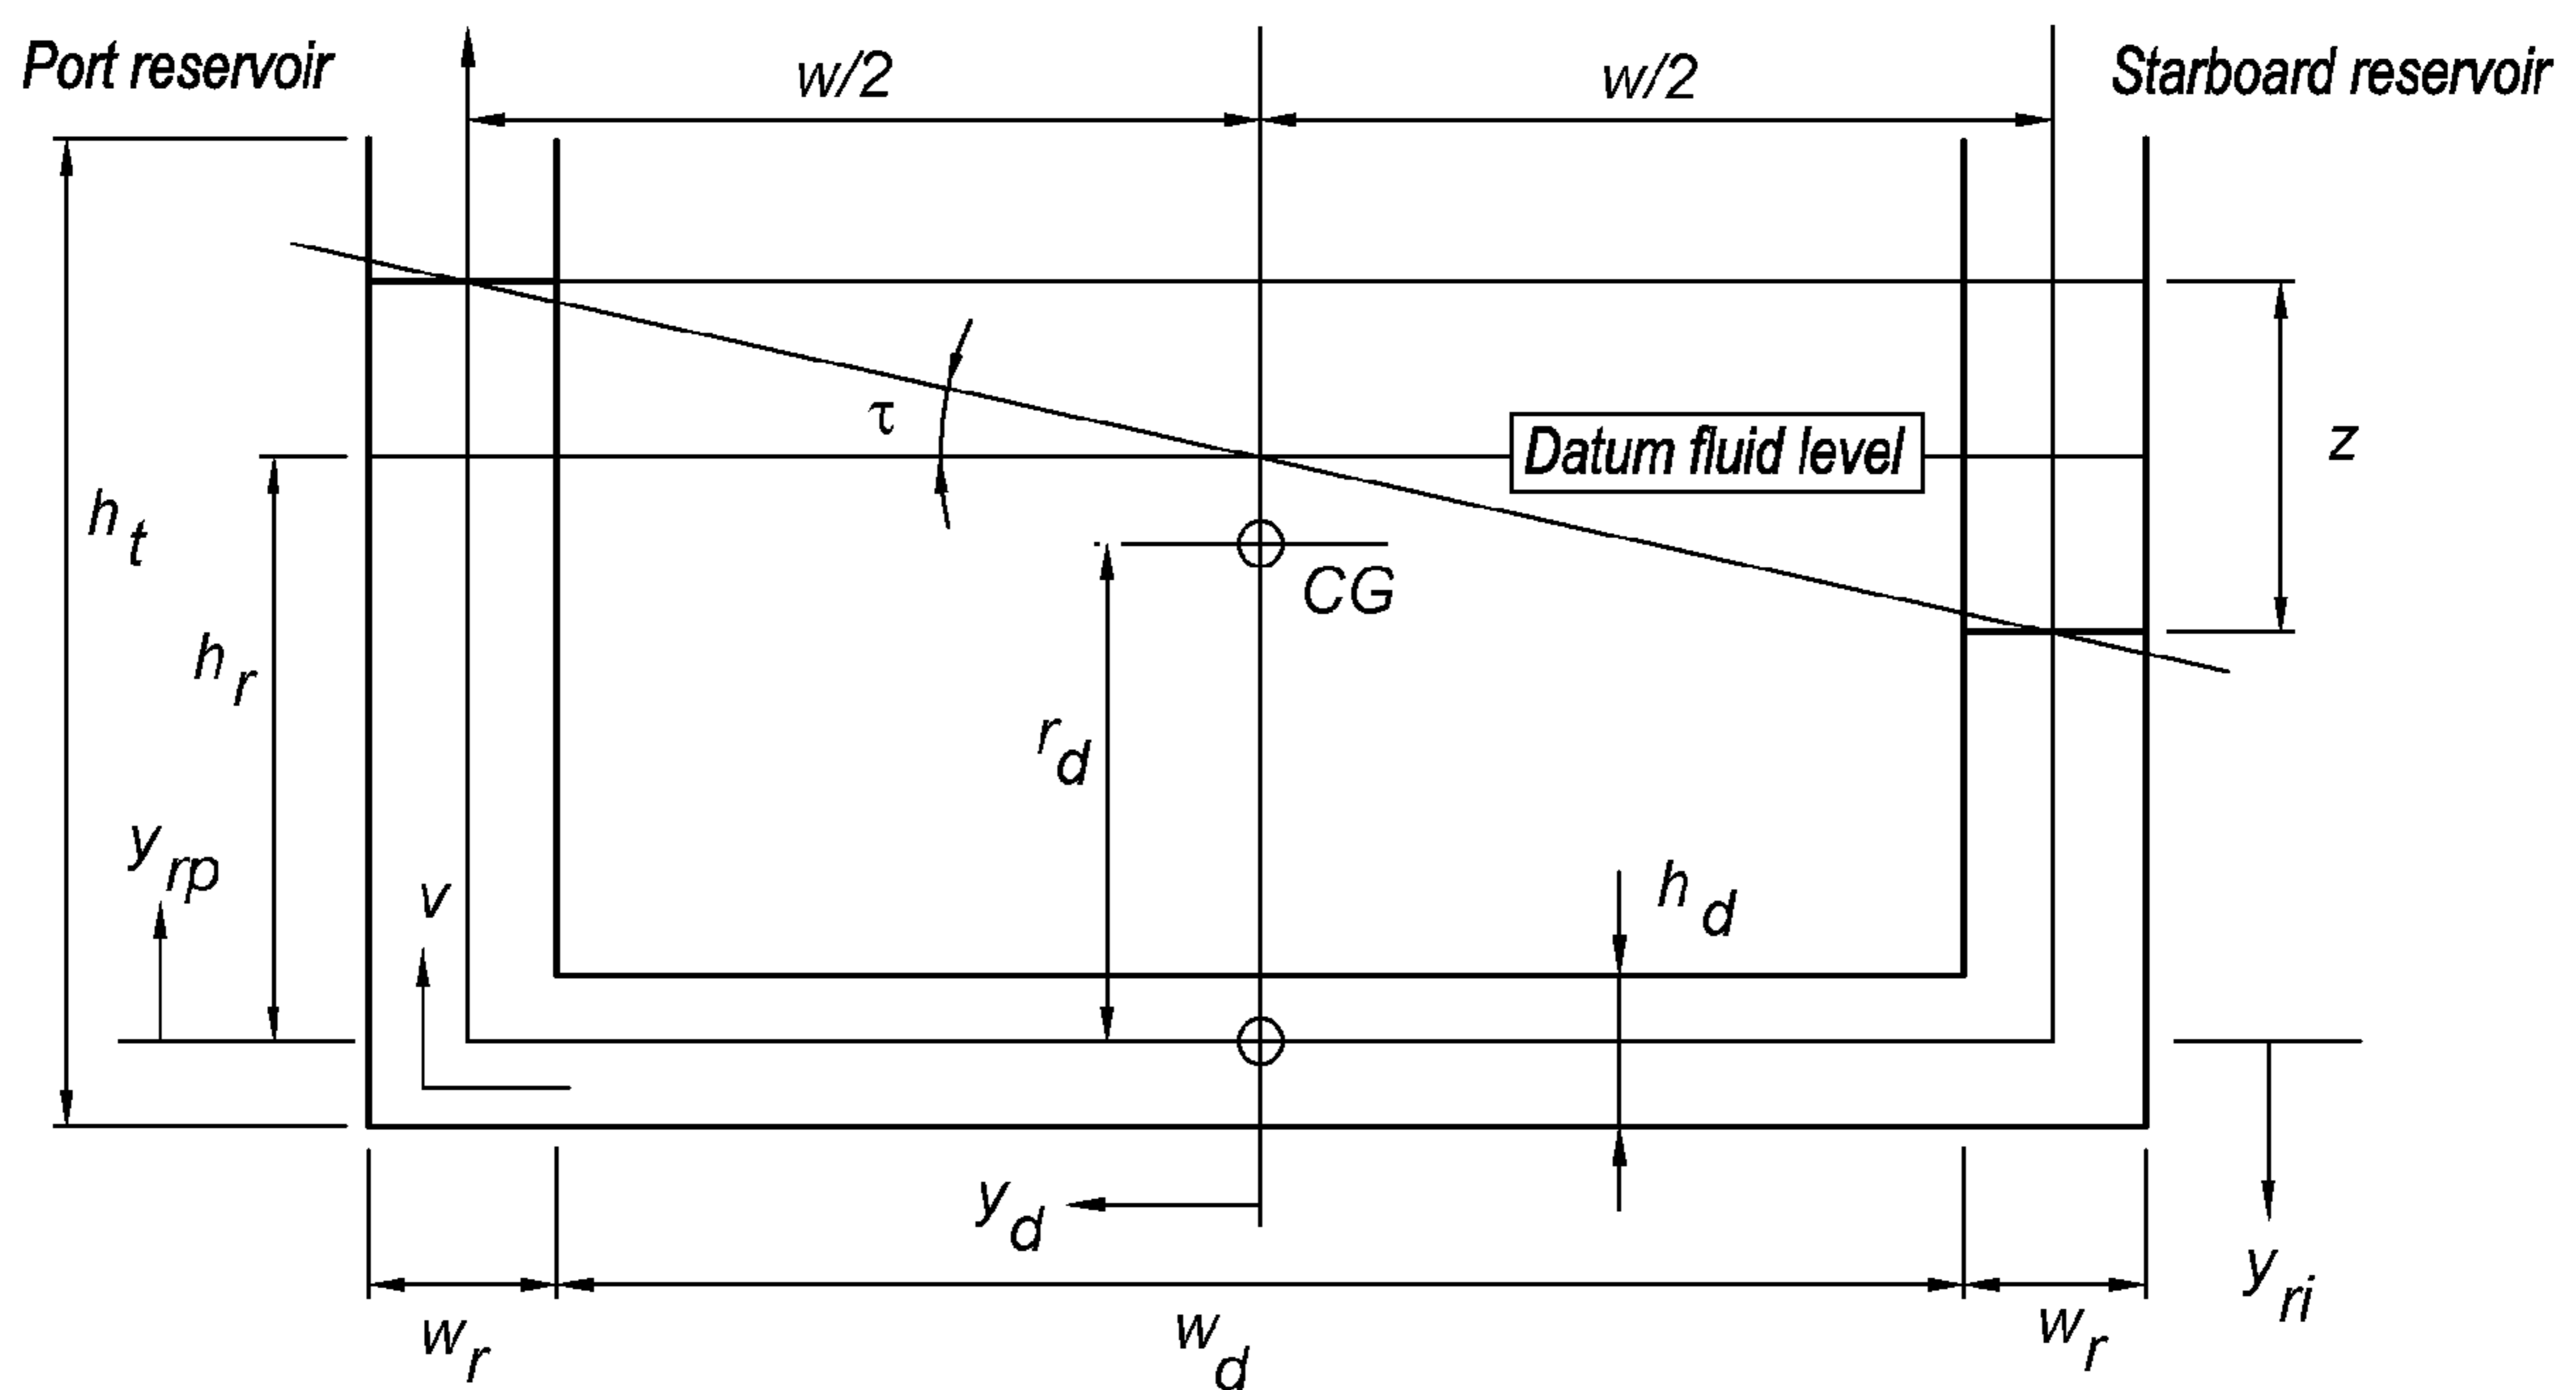 Port reservoir
w/2
w/2
Starboard reservoir
τ
Datum fluid level
z
h t
CG
h r
r d
y rp
v
h d
y d
y ri
w r
w d
w r